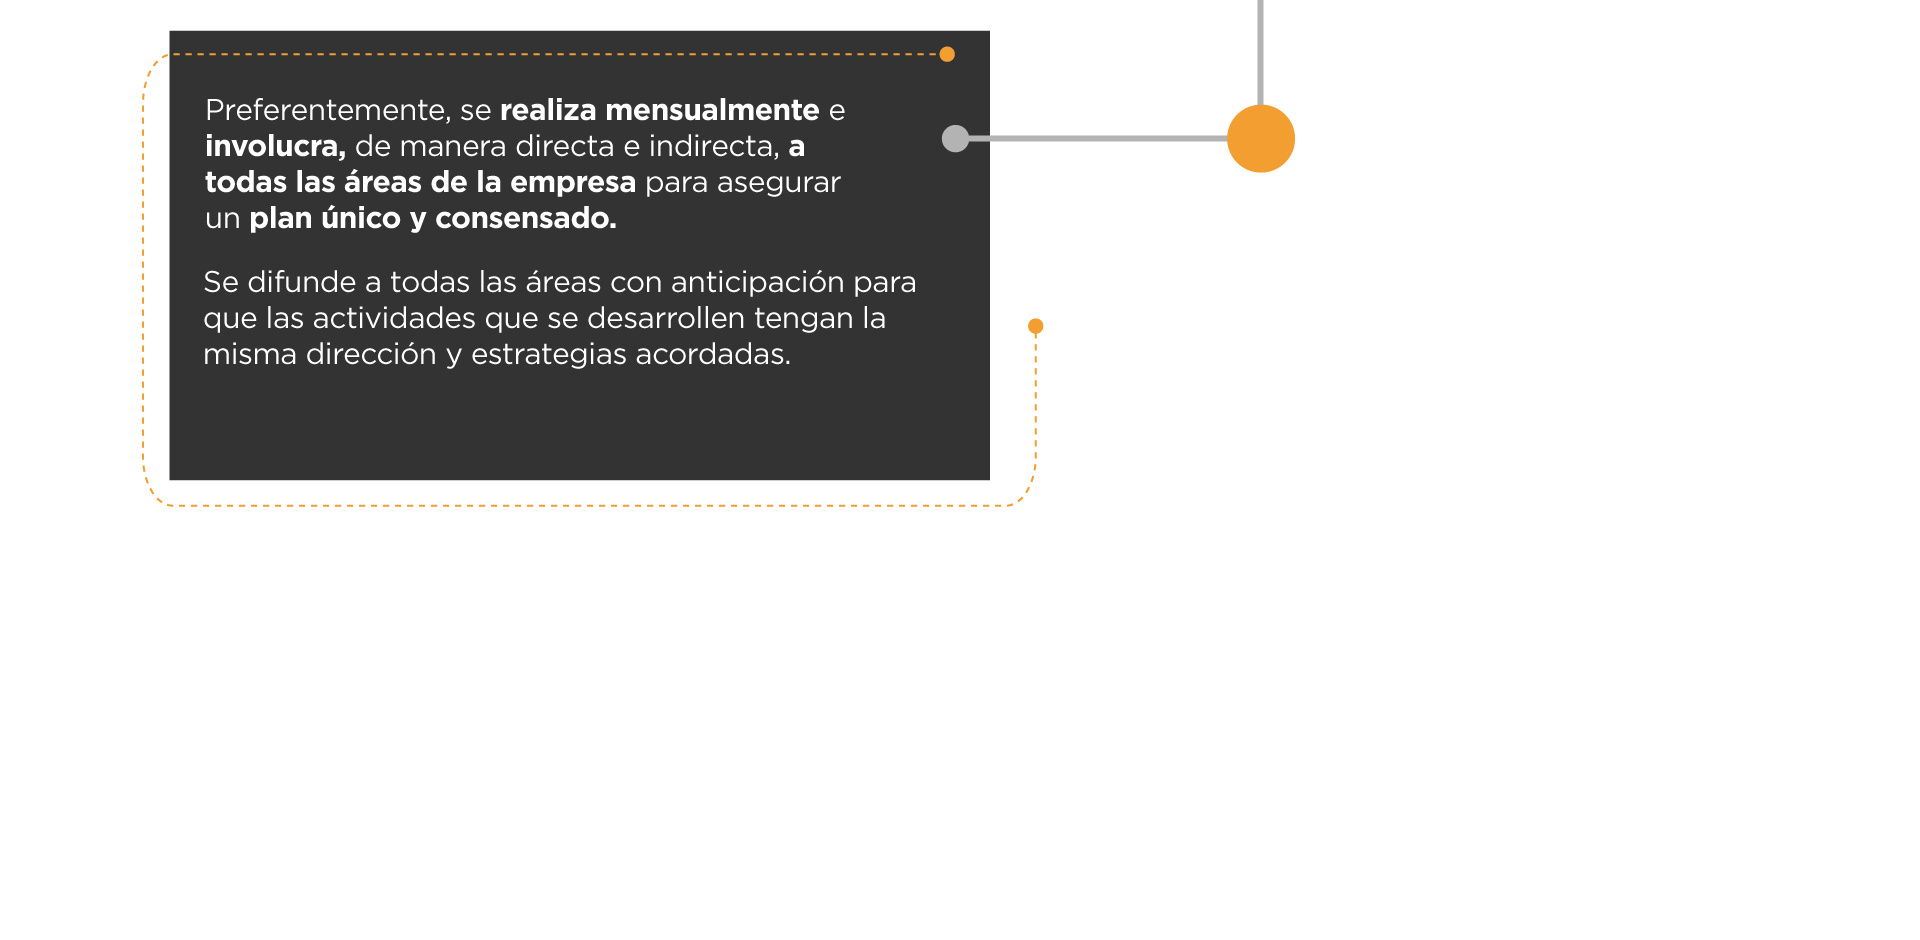 Preferentemente, se realiza mensualmente e
involucra, de manera directa e indirecta, a
todas las áreas de la empresa para asegurar
un plan único y consensado.
Se difunde a todas las áreas con anticipación para
que las actividades que se desarrollen tengan la
misma dirección y estrategias acordadas.